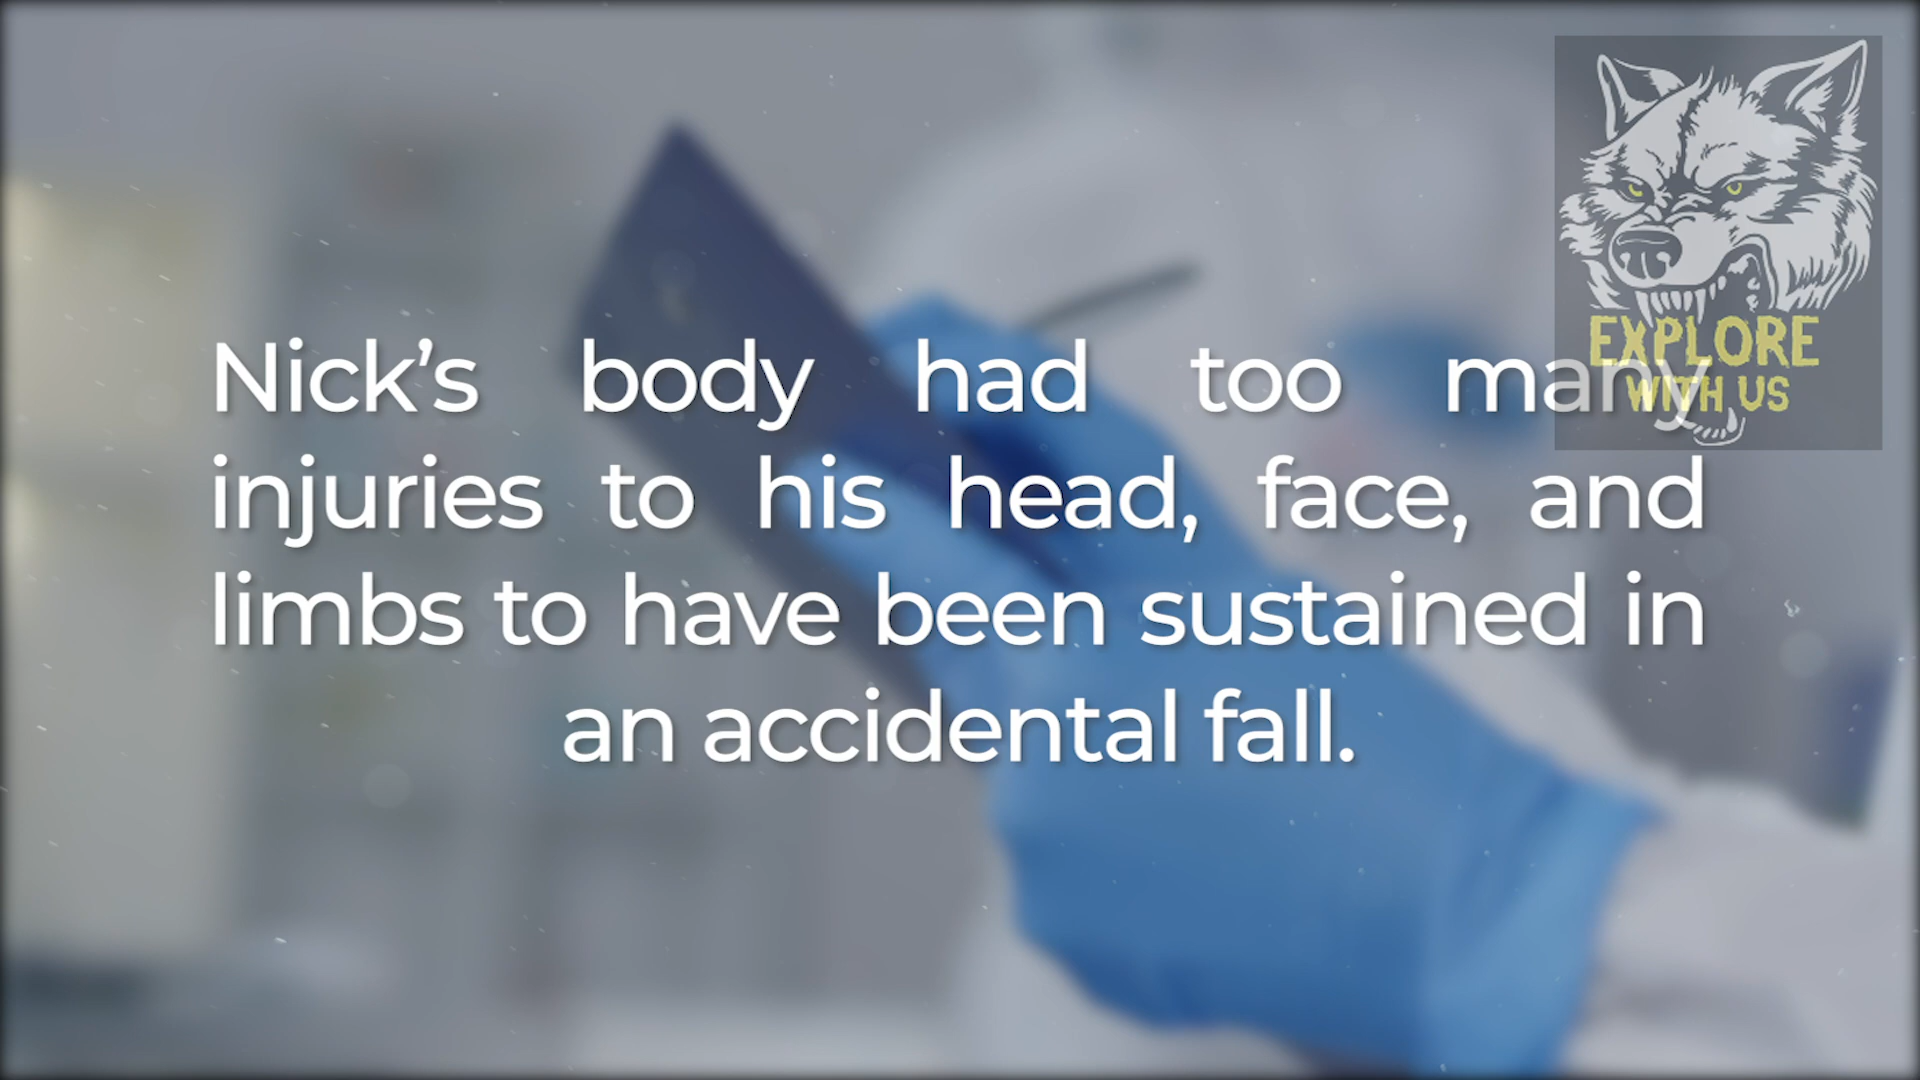 Nick’s body had too many
injuries to his head, face, and
limbs to have been sustained in
an accidental fall.
EXPLORE
WITH US